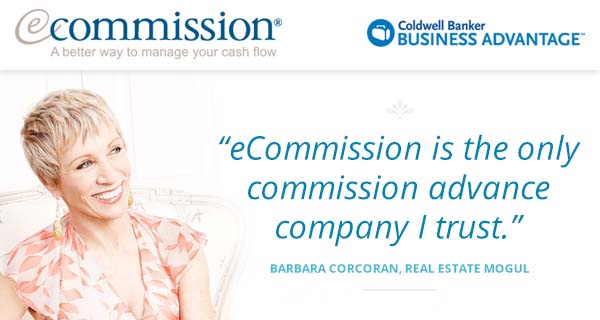 ecommission®
A better way to manage your cash flow
Coldwell Banker
BUSINESS ADVANTAGE℠
“eCommission is the only
commission advance
company I trust.”
BARBARA CORCORAN, REAL ESTATE MOGUL